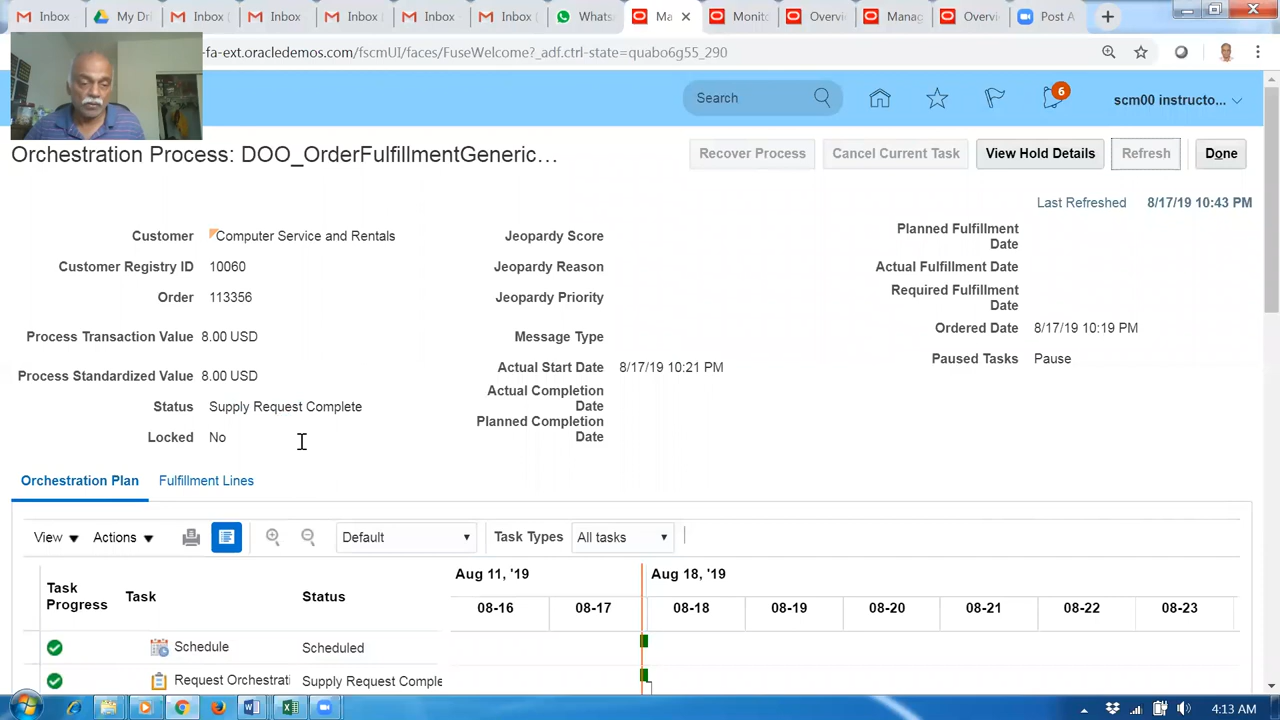 Inbox
My Dri
Inbox
Inbox
Inbox
Inbox
Inbox
Whats
Ma
Monito
Overvi
Manag
Overvi
Post A
-fa-ext.oracledemos.com/fscmUI/faces/FuseWelcome?_adf.ctrl-state=quabo6g55_290
Search
6
scm00 instructo...
Orchestration Process: DOO_OrderFulfillmentGeneric...
Recover Process
Cancel Current Task
View Hold Details
Refresh
Done
Last Refreshed 8/17/19 10:43 PM
Customer Computer Service and Rentals
Customer Registry ID 10060
Order 113356
Process Transaction Value 8.00 USD
Process Standardized Value 8.00 USD
Status Supply Request Complete
Locked No
Jeopardy Score
Jeopardy Reason
Jeopardy Priority
Message Type
Actual Start Date 8/17/19 10:21 PM
Actual Completion
Date
Planned Completion
Date
Planned Fulfillment
Date
Actual Fulfillment Date
Required Fulfillment
Date
Ordered Date 8/17/19 10:19 PM
Paused Tasks Pause
Orchestration Plan
Fulfillment Lines
View
Actions
Default
Task Types
All tasks
Aug 11, '19
Aug 18, '19
Task
Progress
Task
Status
08-16
08-17
08-18
08-19
08-20
08-21
08-22
08-23
Schedule
Scheduled
Request Orchestrati
Supply Request Comple
4:13 AM